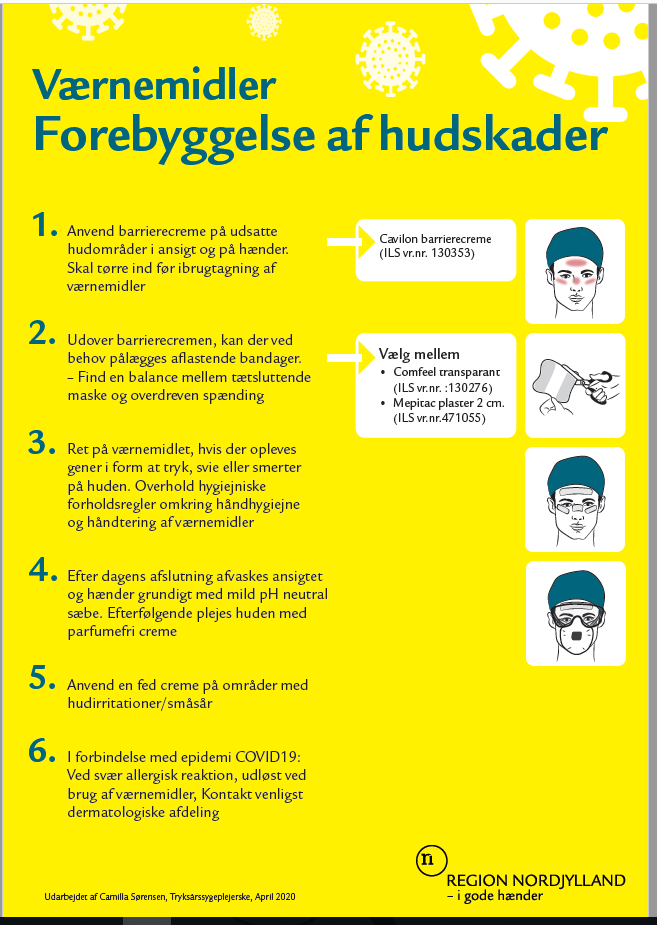 Værnemidler
Forebyggelse af hudskader
1. Anvend barrierecreme på udsatte
hudområder i ansigt og på hænder.
Skal tørre ind før ibrugtagning af
værnemidler
Cavilon barrierecreme
(ILS vr.nr. 130353)
2. Udover barrierecremen, kan der ved
behov pålægges aflastende bandager.
– Find en balance mellem tætsluttende
maske og overdreven spænding
Vælg mellem
• Comfeel transparant
(ILS vr.nr. :130276)
• Mepitac plaster 2 cm.
(ILS vr.nr.471055)
3. Ret på værnemidlet, hvis der opleves
gener i form at tryk, svie eller smerter
på huden. Overhold hygiejniske
forholdsregler omkring håndhygiejne
og håndtering af værnemidler
4. Efter dagens afslutning afvaskes ansigtet
og hænder grundigt med mild pH neutral
sæbe. Efterfølgende plejes huden med
parfumefri creme
5. Anvend en fed creme på områder med
hudirritationer/småsår
6. I forbindelse med epidemi COVID19:
Ved svær allergisk reaktion, udløst ved
brug af værnemidler, Kontakt venligst
dermatologiske afdeling
Udarbejdet af Camilla Sørensen, Tryksårssygeplejerske, April 2020
n
REGION NORDJYLLAND
– i gode hænder